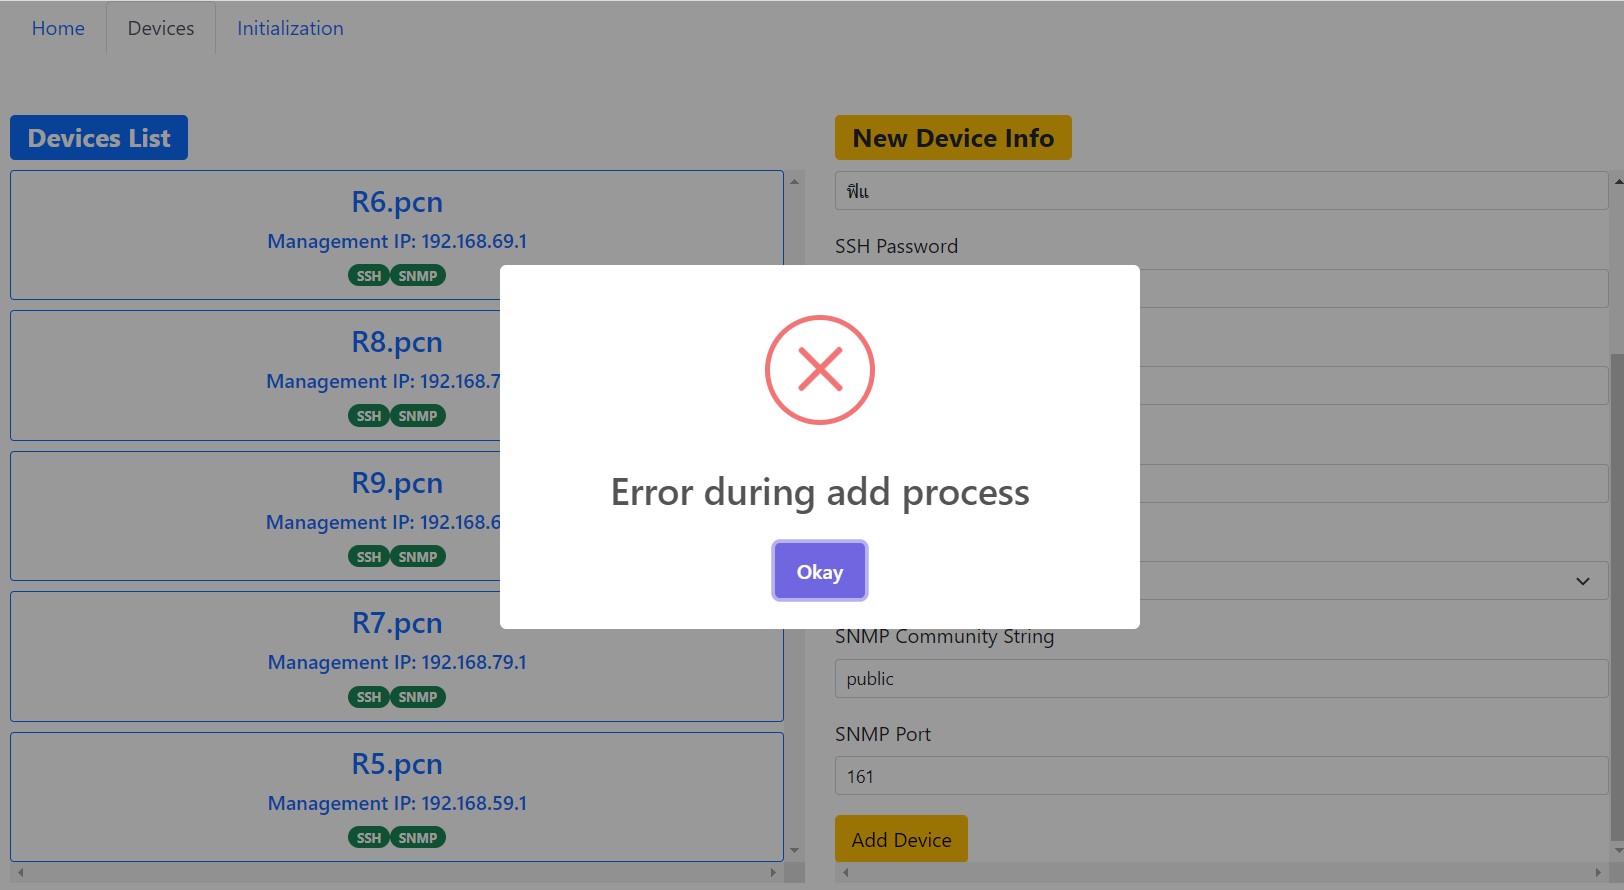 Home
Devices
Initialization
Devices List
R6.pcn
Management IP: 192.168.69.1
SSH SNMP
R8.pcn
Management IP: 192.168.7
SSH SNMP
R9.pcn
Management IP: 192.168.6
SSH SNMP
R7.pcn
Management IP: 192.168.79.1
SSH SNMP
R5.pcn
Management IP: 192.168.59.1
SSH SNMP
New Device Info
ฟิแ
SSH Password
Error during add process
Okay
SNMP Community String
public
SNMP Port
161
Add Device